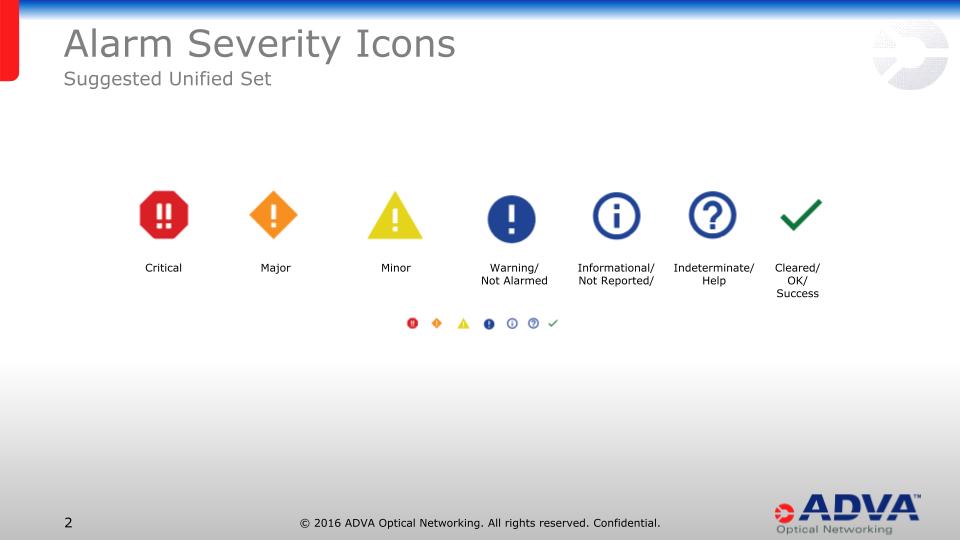 Alarm Severity Icons
Suggested Unified Set
Critical
Major
Minor
Warning/
Not Alarmed
Informational/
Not Reported/
Indeterminate/
Help
Cleared/
OK/
Success
2
© 2016 ADVA Optical Networking. All rights reserved. Confidential.
ADVA™
Optical Networking